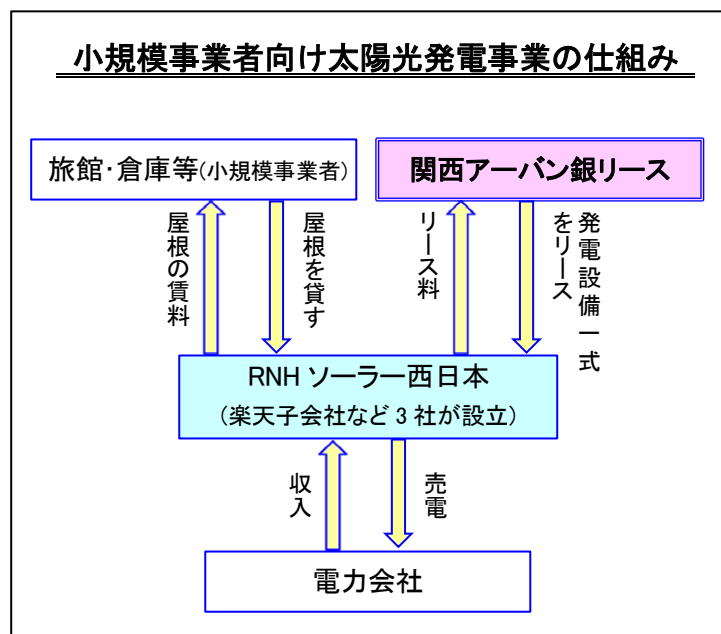 小規模事業者向け太陽光発電事業の仕組み
旅館･倉庫等(小規模事業者)
関西アーバン銀リース
屋根の賃料
屋根を貸す
リース料
発電設備一式
をリース
RNH ソーラー西日本
（楽天子会社など 3 社が設立）
収入
売電
電力会社